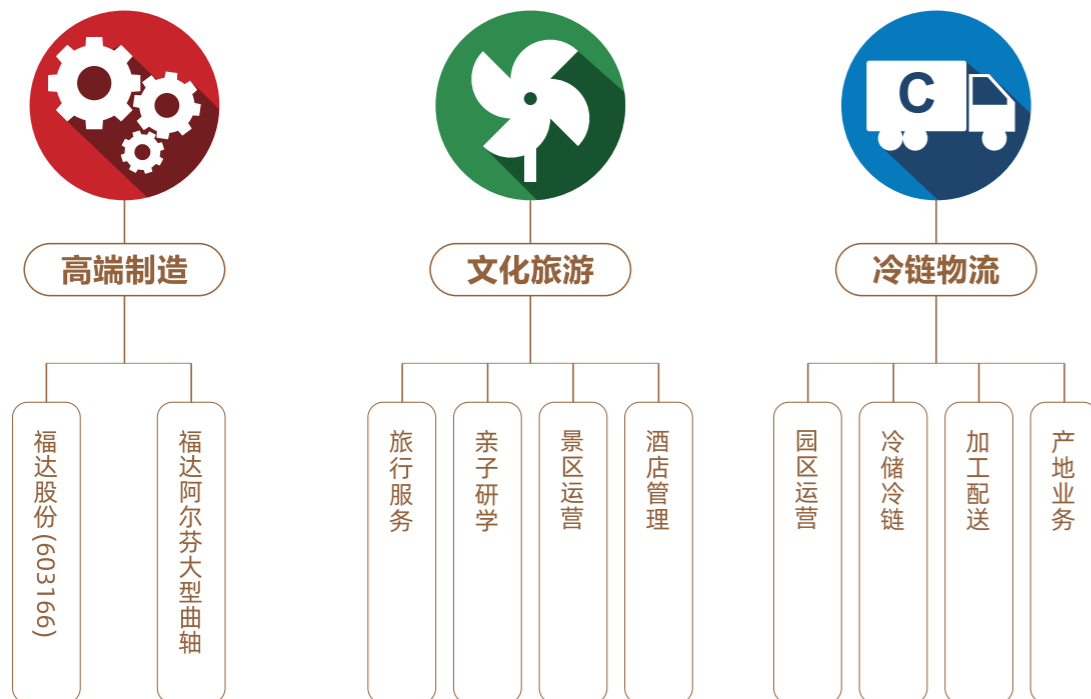 C
高端制造
文化旅游
冷链物流
福达股份(603166)
福达阿尔芬大型曲轴
旅行服务
亲子研学
景区运营
酒店管理
园区运营
冷储冷链
加工配送
产地业务